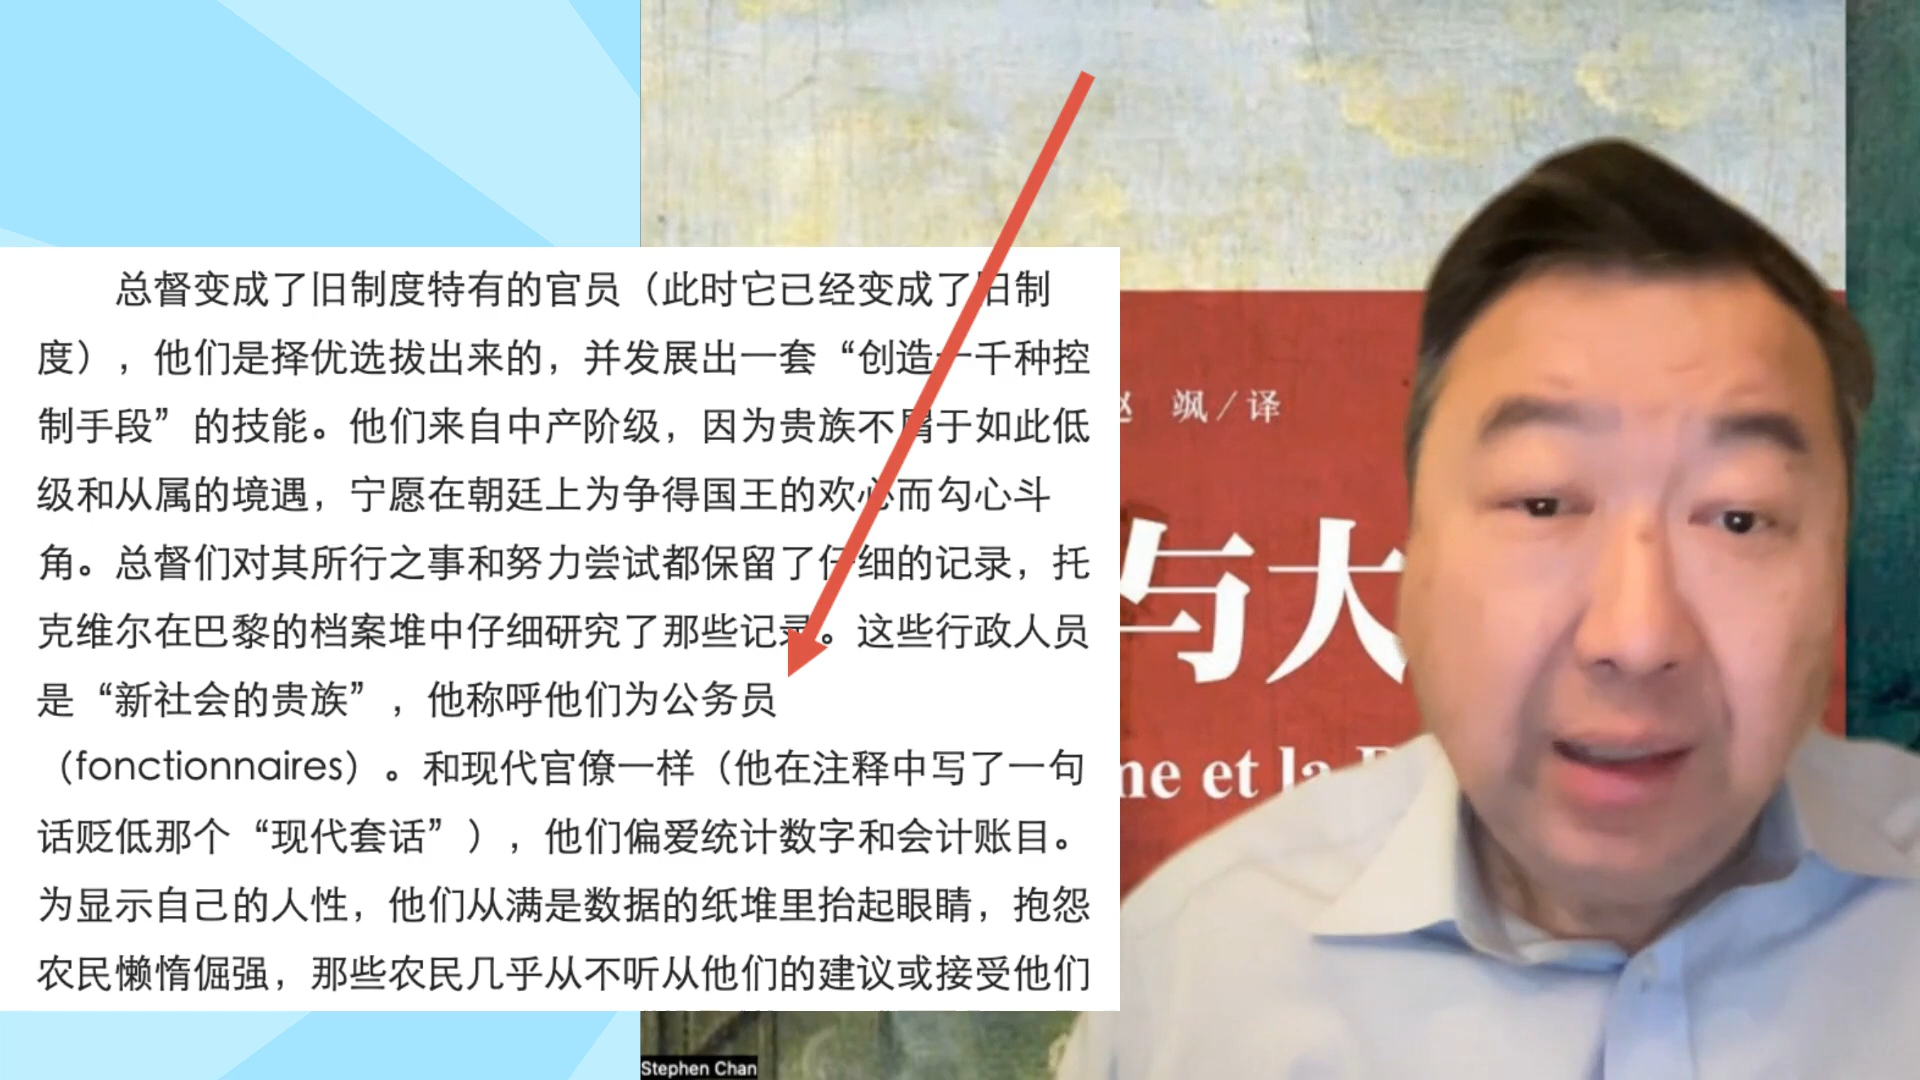 总督变成了旧制度特有的官员（此时它已经变成了旧制
度），他们是择优选拔出来的，并发展出一套“创造一千种控
制手段”的技能。他们来自中产阶级，因为贵族不屑于如此低
级和从属的境遇，宁愿在朝廷上为争得国王的欢心而勾心斗
角。总督们对其所行之事和努力尝试都保留了仔细的记录，托
克维尔在巴黎的档案堆中仔细研究了那些记录。这些行政人员
是“新社会的贵族”，他称呼他们为公务员
（fonctionnaires）。和现代官僚一样（他在注释中写了一句
话贬低那个“现代套话”），他们偏爱统计数字和会计账目。
为显示自己的人性，他们从满是数据的纸堆里抬起眼睛，抱怨
农民懒惰倔强，那些农民几乎从不听从他们的建议或接受他们
飒／译
与大
me et la
Stephen Chan